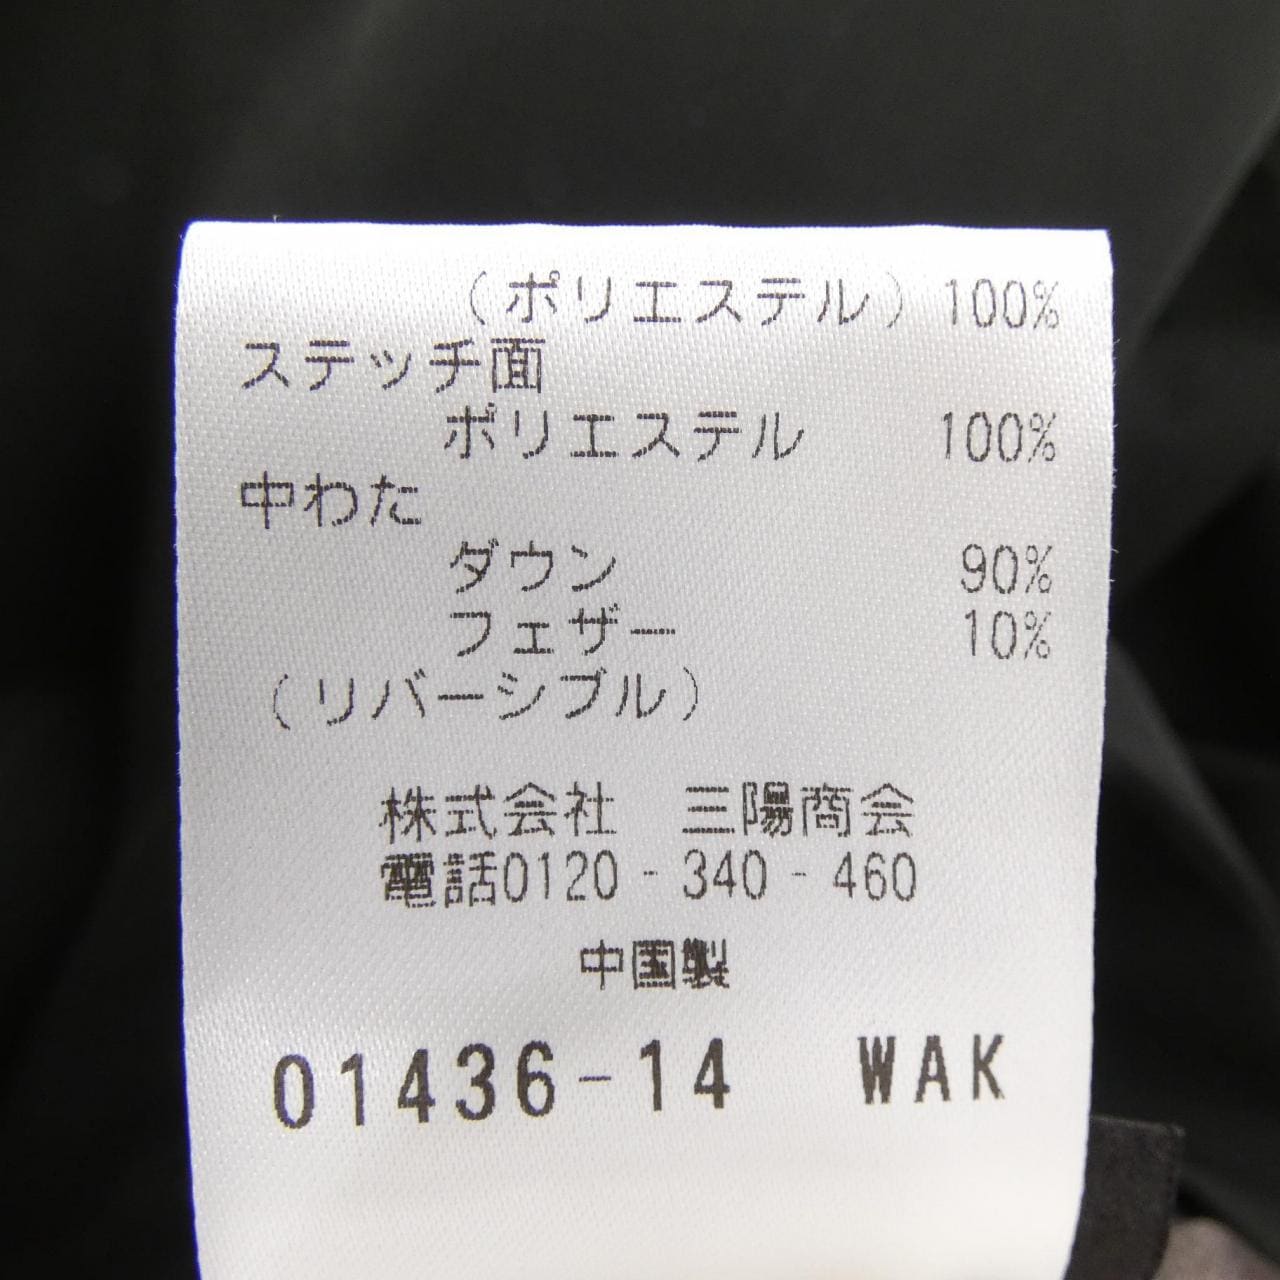 (ポリエステル) 100%
ステッチ面
ポリエステル 100%
中わた
ダウン 90%
フェザー 10%
(リバーシブル)
株式会社 三陽商会
電話0120-340-460
中国製
01436-14 WAK